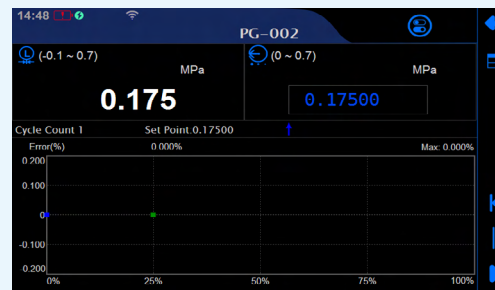 14:48
PG-002
(-0.1 ~ 0.7)
MPa
(0 ~ 0.7)
MPa
0.175
0.17500
Cycle Count 1
Set Point:0.17500
Error(%)
0.000%
Max: 0.000%
0.200
0.100
0
-0.100
0.200
0%
25%
50%
75%
100%